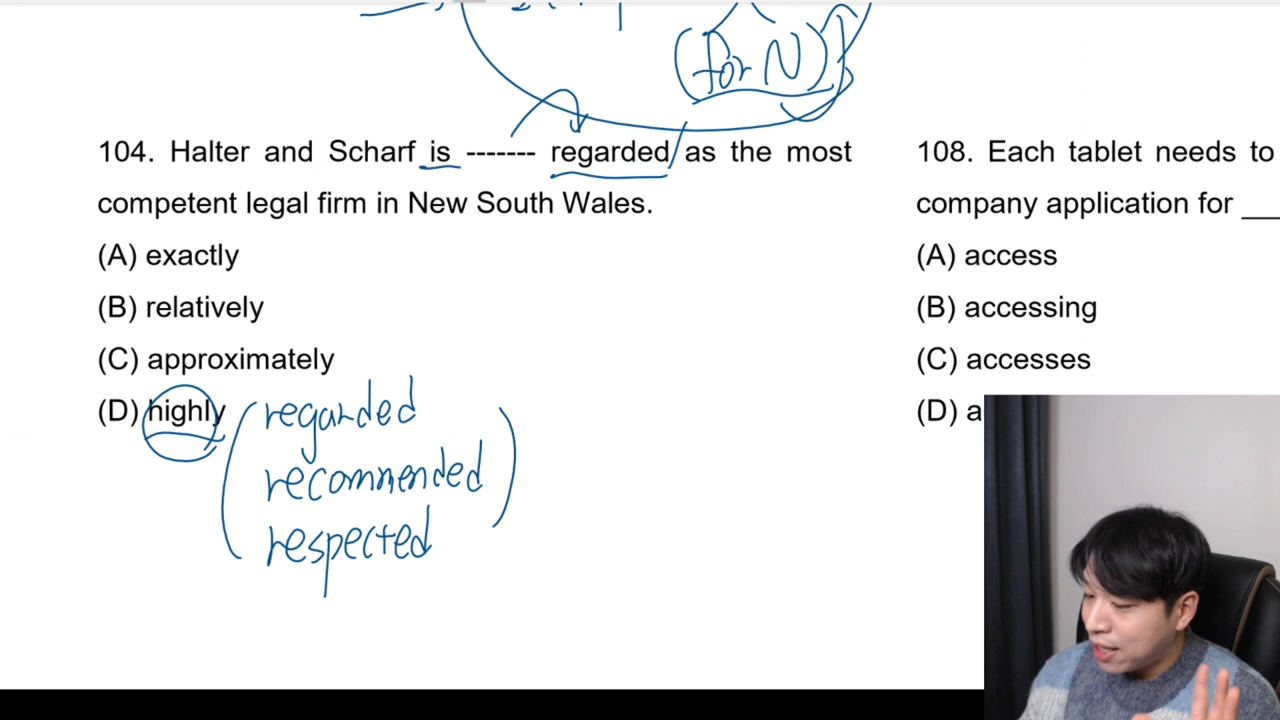 (for N)
104. Halter and Scharf is ------- regarded as the most
competent legal firm in New South Wales.
(A) exactly
(B) relatively
(C) approximately
(D) highly
regarded
recommended
respected
108. Each tablet needs to
company application for ___
(A) access
(B) accessing
(C) accesses
(D) a